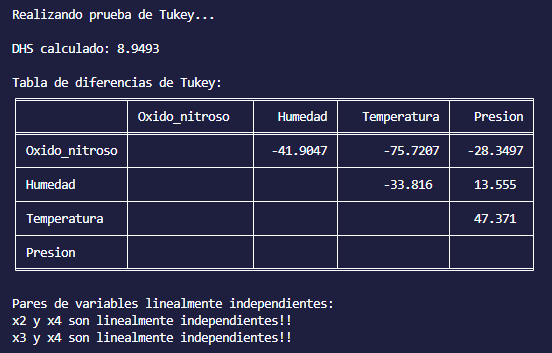 Realizando prueba de Tukey...
DHS calculado: 8.9493
Tabla de diferencias de Tukey:
Oxido_nitroso Humedad Temperatura Presion
Oxido_nitroso -41.9047 -75.7207 -28.3497
Humedad -33.816 13.555
Temperatura 47.371
Presion
Pares de variables linealmente independientes:
x2 y x4 son linealmente independientes!!
x3 y x4 son linealmente independientes!!